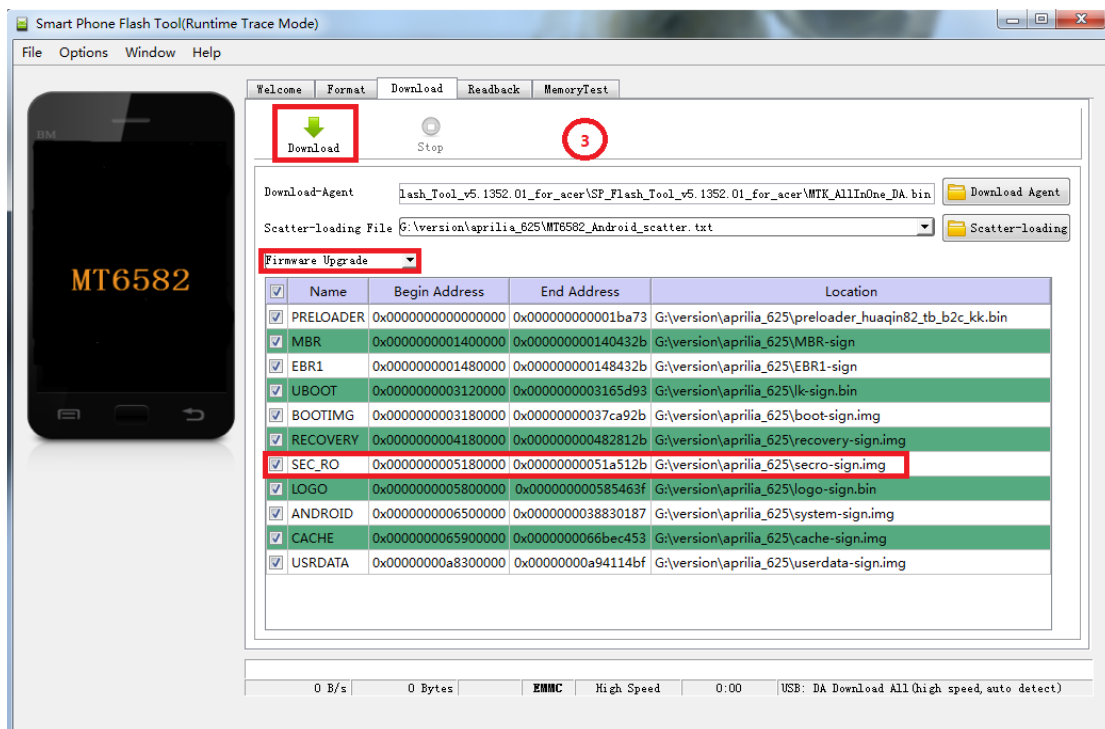 Smart Phone Flash Tool(Runtime Trace Mode)
File Options Window Help
Welcome Format Download Readback MemoryTest
BM
Download Stop 3
Download-Agent lash_Tool_v5.1352.01_for_acer\SP_Flash_Tool_v5.1352.01_for_acer\MTK_AllInOne_DA.bin Download Agent
Scatter-loading File G:\version\aprilia_625\MT6582_Android_scatter.txt Scatter-loading
Firmware Upgrade
MT6582
Name Begin Address End Address Location
PRELOADER 0x0000000000000000 0x000000000001ba73 G:\version\aprilia_625\preloader_huaqin82_tb_b2c_kk.bin
MBR 0x0000000001400000 0x000000000140432b G:\version\aprilia_625\MBR-sign
EBR1 0x0000000001480000 0x000000000148432b G:\version\aprilia_625\EBR1-sign
UBOOT 0x0000000003120000 0x0000000003165d93 G:\version\aprilia_625\lk-sign.bin
BOOTIMG 0x0000000003180000 0x00000000037ca92b G:\version\aprilia_625\boot-sign.img
RECOVERY 0x0000000004180000 0x000000000482812b G:\version\aprilia_625\recovery-sign.img
SEC_RO 0x0000000005180000 0x00000000051a512b G:\version\aprilia_625\secro-sign.img
LOGO 0x0000000005800000 0x000000000585463f G:\version\aprilia_625\logo-sign.bin
ANDROID 0x0000000006500000 0x0000000038830187 G:\version\aprilia_625\system-sign.img
CACHE 0x0000000065900000 0x0000000066bec453 G:\version\aprilia_625\cache-sign.img
USRDATA 0x00000000a8300000 0x00000000a94114bf G:\version\aprilia_625\userdata-sign.img
0 B/s 0 Bytes EMMC High Speed 0:00 USB: DA Download All(high speed,auto detect)